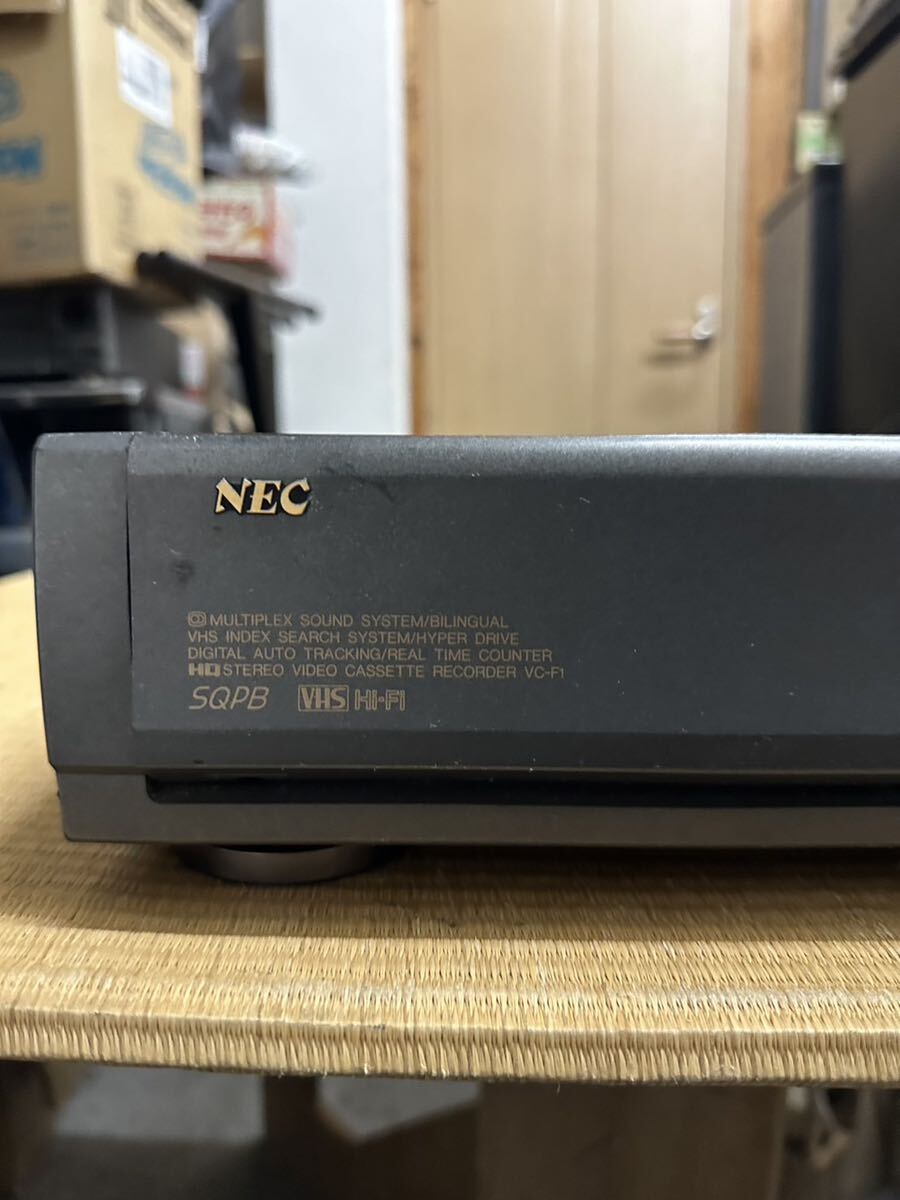 NEC
MULTIPLEX SOUND SYSTEM/BILINGUAL
VHS INDEX SEARCH SYSTEM/HYPER DRIVE
DIGITAL AUTO TRACKING/REAL TIME COUNTER
HQ STEREO VIDEO CASSETTE RECORDER VC-F1
SQPB VHS Hi-Fi